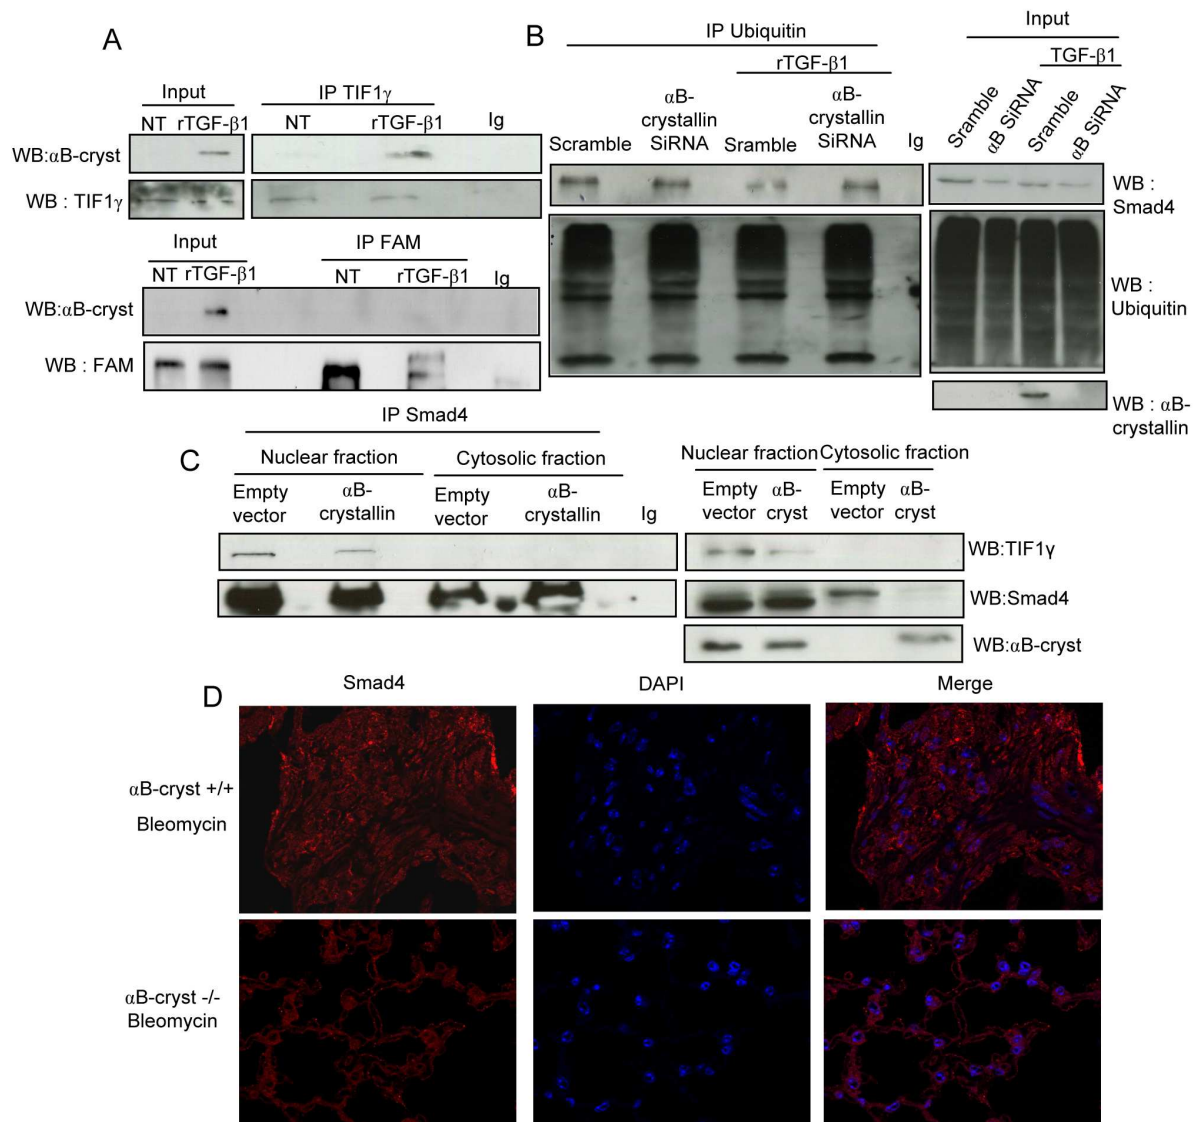 A
Input
IP TIF1γ
NT rTGF-β1
NT rTGF-β1 Ig
WB:αB-cryst
WB : TIF1γ
Input
IP FAM
NT rTGF-β1
NT rTGF-β1 Ig
WB:αB-cryst
WB : FAM
B
IP Ubiquitin
rTGF-β1
Scramble
αB-
crystallin
SiRNA
Sramble
αB-
crystallin
SiRNA
Ig
Input
TGF-β1
Sramble
αB SiRNA
Sramble
αB SiRNA
WB :
Smad4
WB :
Ubiquitin
WB : αB-
crystallin
C
IP Smad4
Nuclear fraction
Cytosolic fraction
Empty
vector
αB-
crystallin
Empty
vector
αB-
crystallin
Ig
Nuclear fraction
Cytosolic fraction
Empty
vector
αB-
cryst
Empty
vector
αB-
cryst
WB:TIF1γ
WB:Smad4
WB:αB-cryst
D
Smad4
DAPI
Merge
αB-cryst +/+
Bleomycin
αB-cryst -/-
Bleomycin